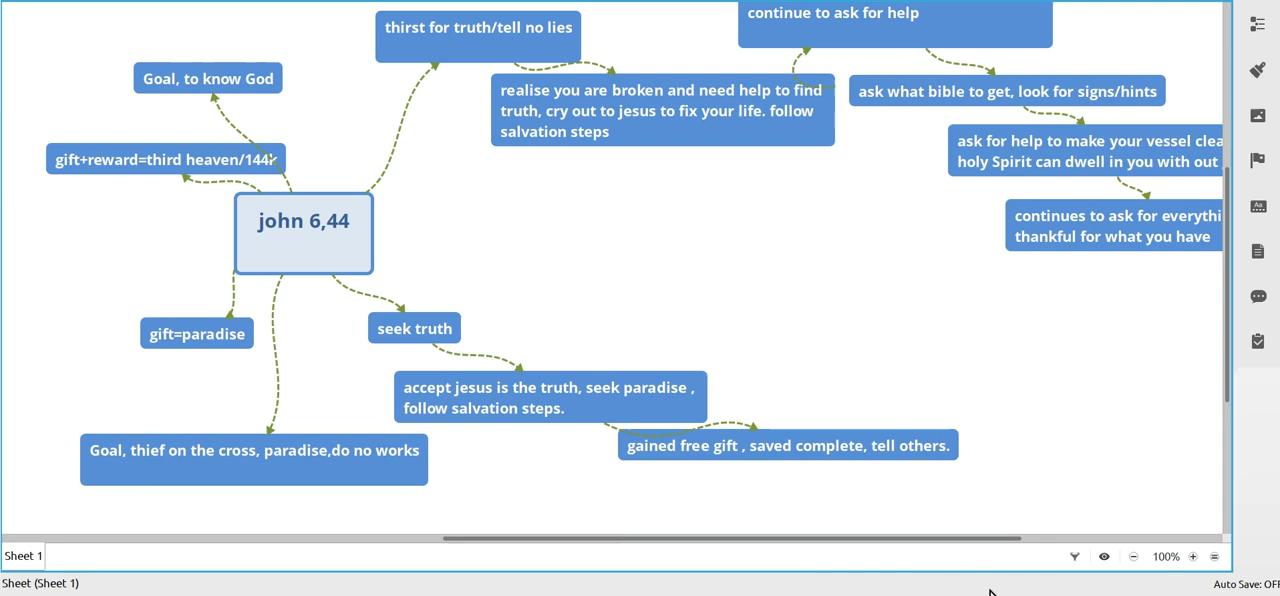 continue to ask for help
thirst for truth/tell no lies
Goal, to know God
realise you are broken and need help to find
truth, cry out to jesus to fix your life. follow
salvation steps
ask what bible to get, look for signs/hints
ask for help to make your vessel clea
holy Spirit can dwell in you with out
gift+reward=third heaven/144k
continues to ask for everythi
thankful for what you have
john 6,44
gift=paradise
seek truth
accept jesus is the truth, seek paradise ,
follow salvation steps.
Goal, thief on the cross, paradise,do no works
gained free gift , saved complete, tell others.
Sheet 1
100%
Sheet (Sheet 1)
Auto Save: OFF
Aa